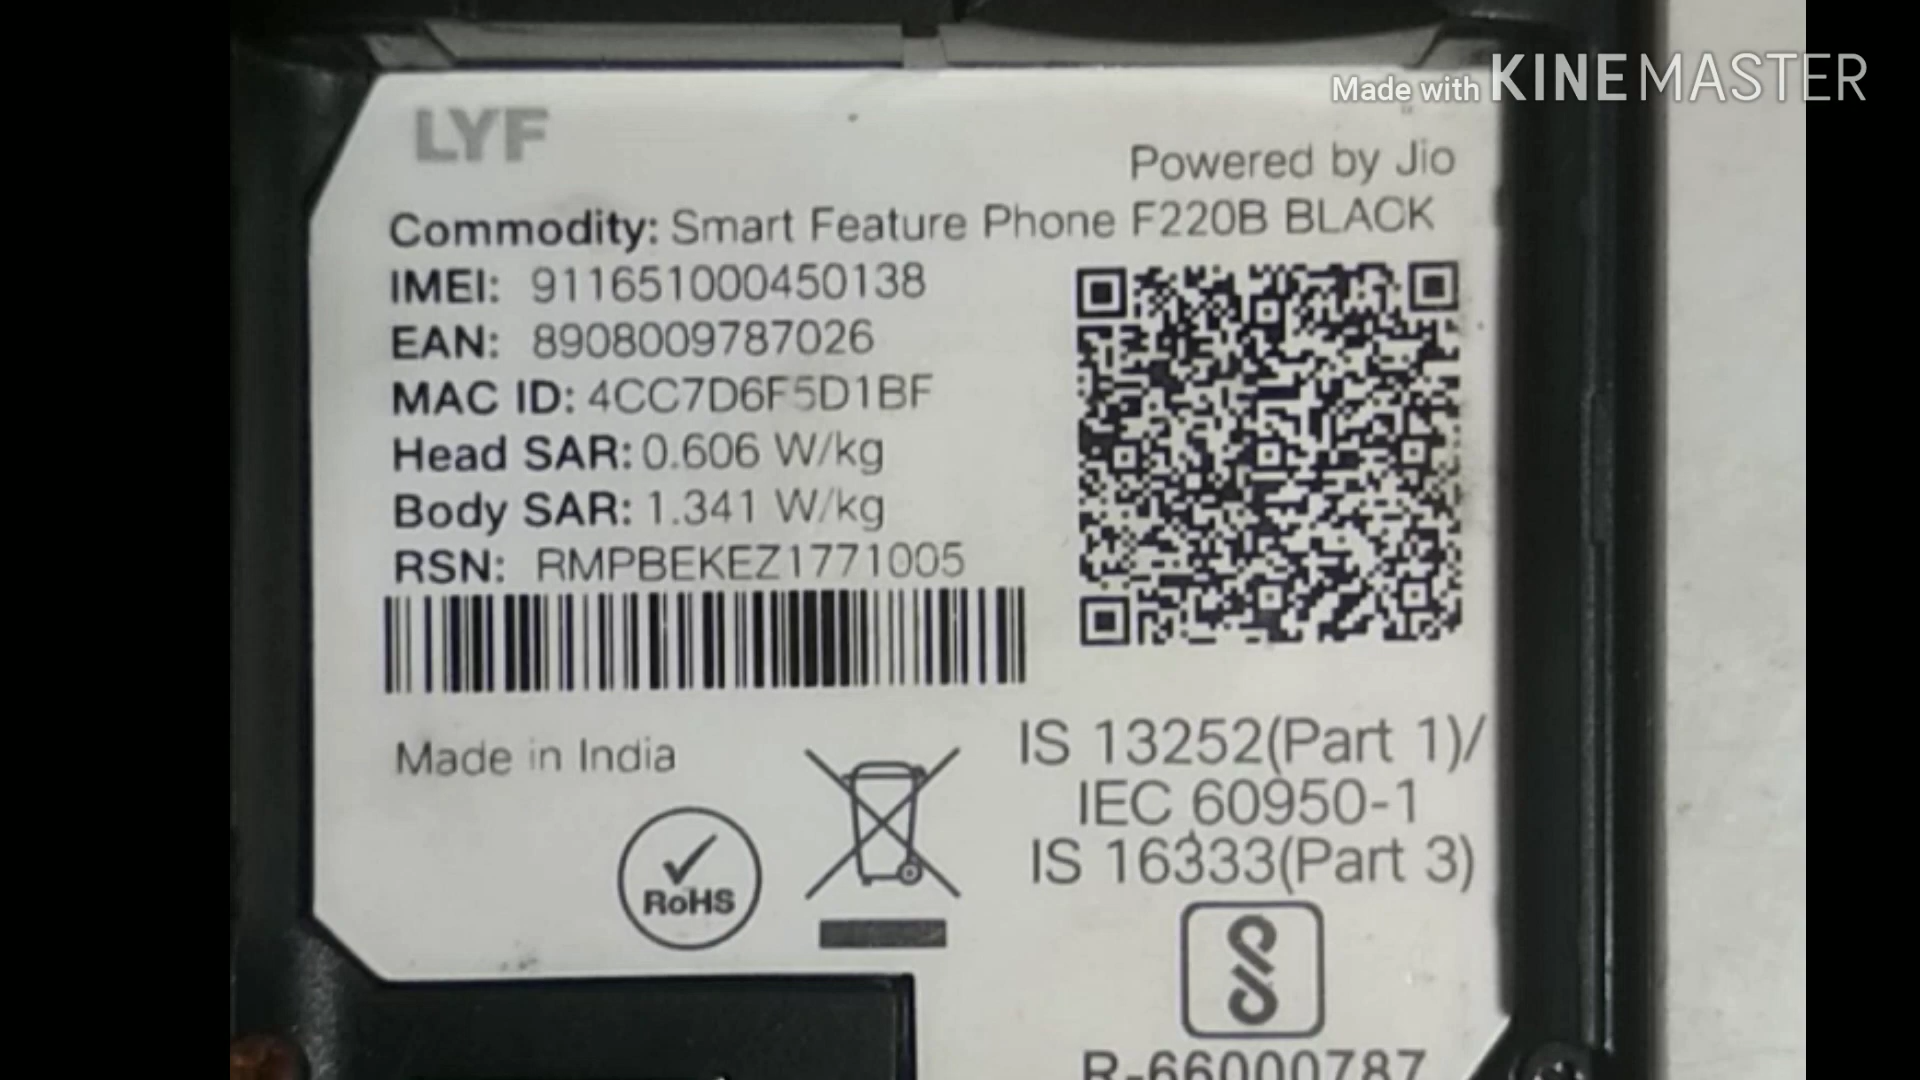 Made with KINEMASTER
LYF
Powered by Jio
Commodity: Smart Feature Phone F220B BLACK
IMEI: 911651000450138
EAN: 8908009787026
MAC ID: 4CC7D6F5D1BF
Head SAR: 0.606 W/kg
Body SAR: 1.341 W/kg
RSN: RMPBEKEZ1771005
Made in India
IS 13252(Part 1)/
IEC 60950-1
IS 16333(Part 3)
RoHS
R-66000787